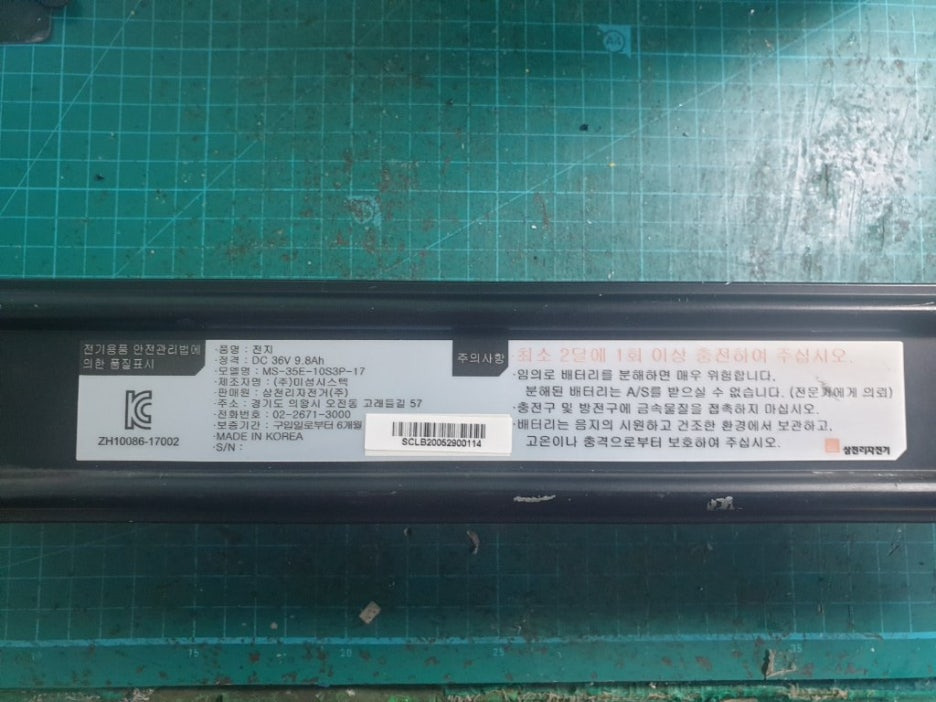 전기용품 안전관리법에
의한 품질표시
ZH10086-17002
·품명 : 전지
·정격 : DC 36V 9.8Ah
·모델명 : MS-35E-10S3P-17
·제조자명 : (주)미섬시스텍
·판매원 : 삼천리자전거(주)
·주소 : 경기도 의왕시 오전동 고래들길 57
·전화번호 : 02-2671-3000
·보증기간 : 구입일로부터 6개월
·MADE IN KOREA
·S/N :
SCLB20052900114
주의사항
·최소 2달에 1회 이상 충전하여 주십시오.
·임의로 배터리를 분해하면 매우 위험합니다.
분해된 배터리는 A/S를 받으실 수 없습니다. (전문 에게 의뢰)
·충전구 및 방전구에 금속물질을 접촉하지 마십시오.
·배터리는 음지의 시원하고 건조한 환경에서 보관하고,
고온이나 충격으로부터 보호하여 주십시오.
삼천리자전거
A4
15
20
25
35